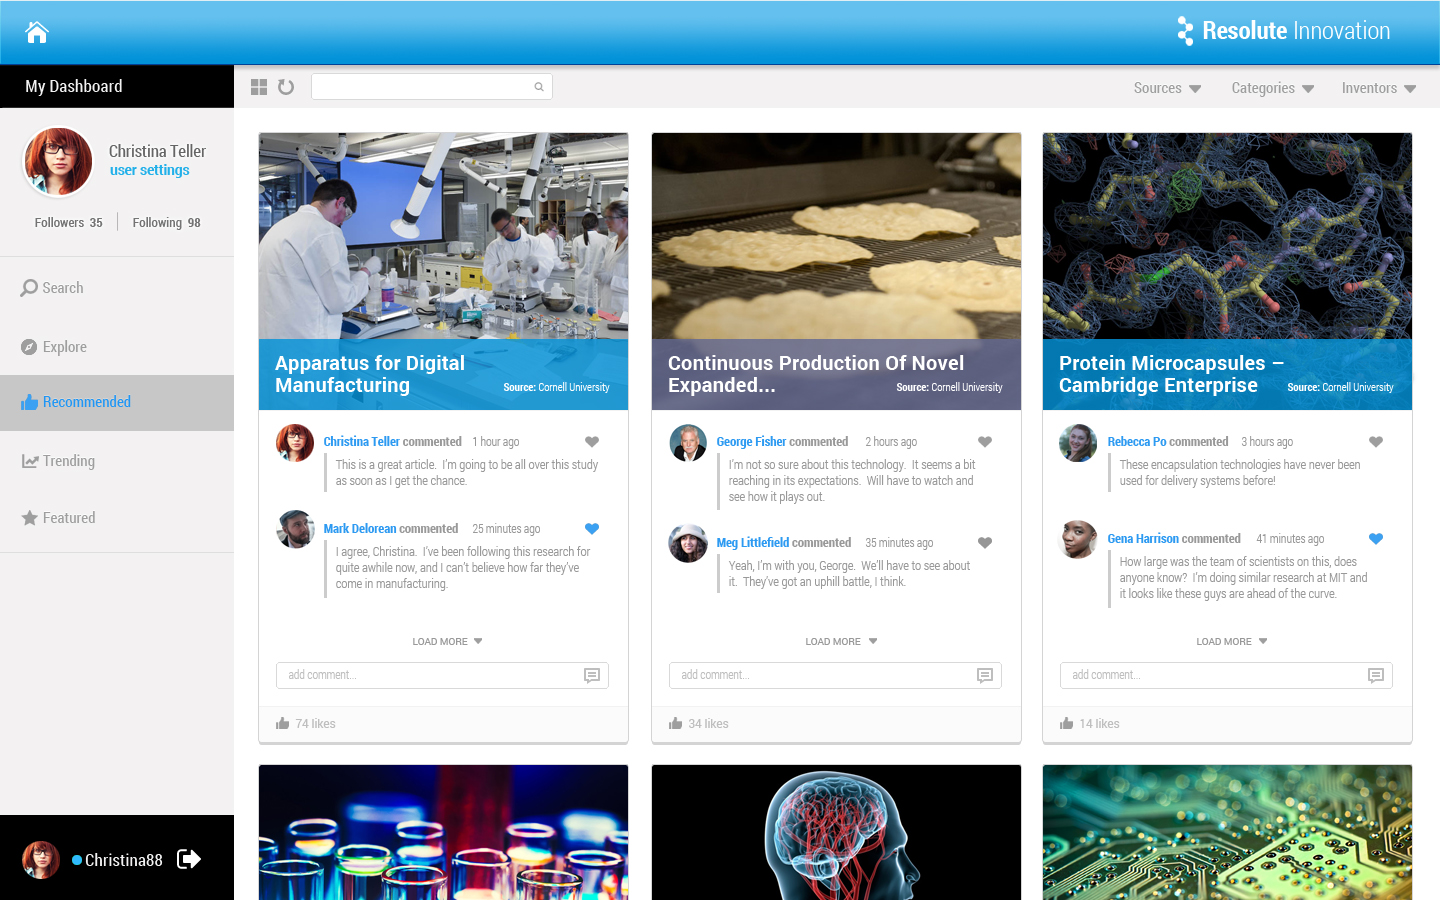 Resolute Innovation
My Dashboard
Sources
Categories
Inventors
Christina Teller
user settings
Followers 35
Following 98
Search
Explore
Recommended
Trending
Featured
Christina88
Apparatus for Digital
Manufacturing
Source: Cornell University
Christina Teller commented 1 hour ago
This is a great article. I'm going to be all over this study
as soon as I get the chance.
Mark Delorean commented 25 minutes ago
I agree, Christina. I've been following this research for
quite awhile now, and I can't believe how far they've
come in manufacturing.
LOAD MORE
add comment...
74 likes
Continuous Production Of Novel
Expanded...
Source: Cornell University
George Fisher commented 2 hours ago
I'm not so sure about this technology. It seems a bit
reaching in its expectations. Will have to watch and
see how it plays out.
Meg Littlefield commented 35 minutes ago
Yeah, I'm with you, George. We'll have to see about
it. They've got an uphill battle, I think.
LOAD MORE
add comment...
34 likes
Protein Microcapsules –
Cambridge Enterprise
Source: Cornell University
Rebecca Po commented 3 hours ago
These encapsulation technologies have never been
used for delivery systems before!
Gena Harrison commented 41 minutes ago
How large was the team of scientists on this, does
anyone know? I'm doing similar research at MIT and
it looks like these guys are ahead of the curve.
LOAD MORE
add comment...
14 likes